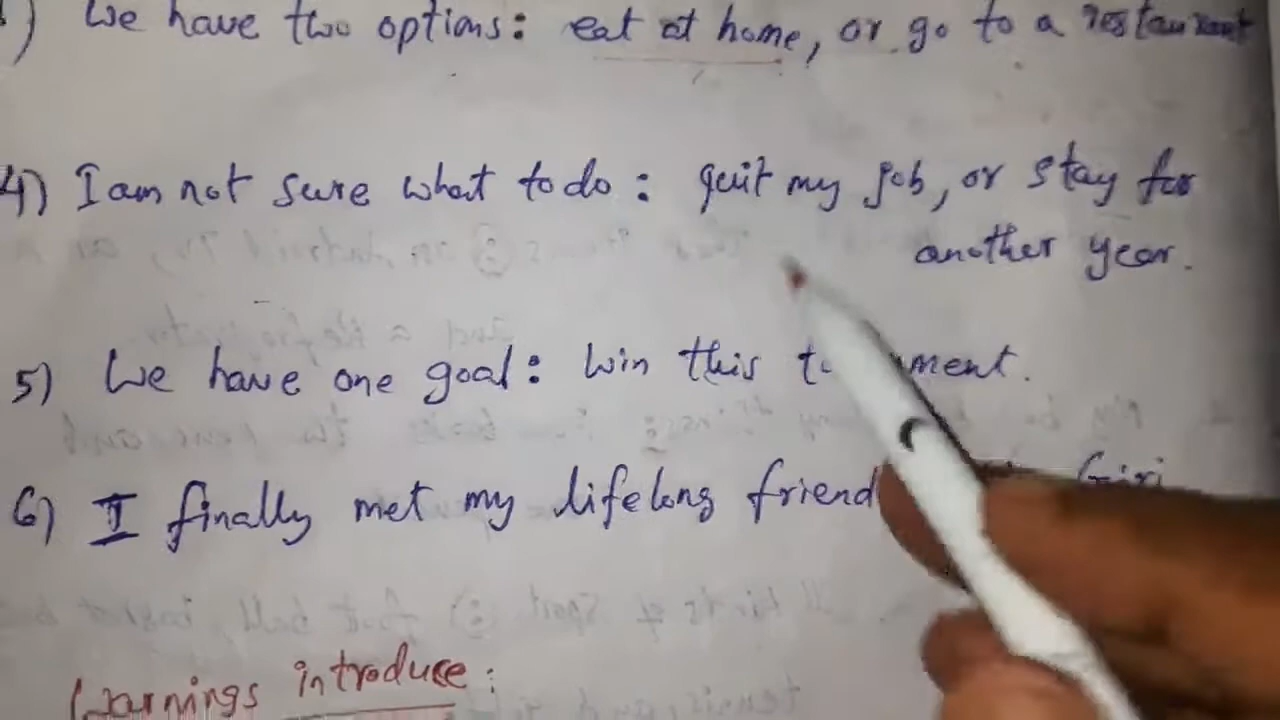 ) We have two options: eat at home, or go to a restaurant
4) I am not sure what to do: quit my job, or stay for
another year.
5) We have one goal: Win this ment.
6) I finally met my lifelong friend Giri
Warnings introduce: